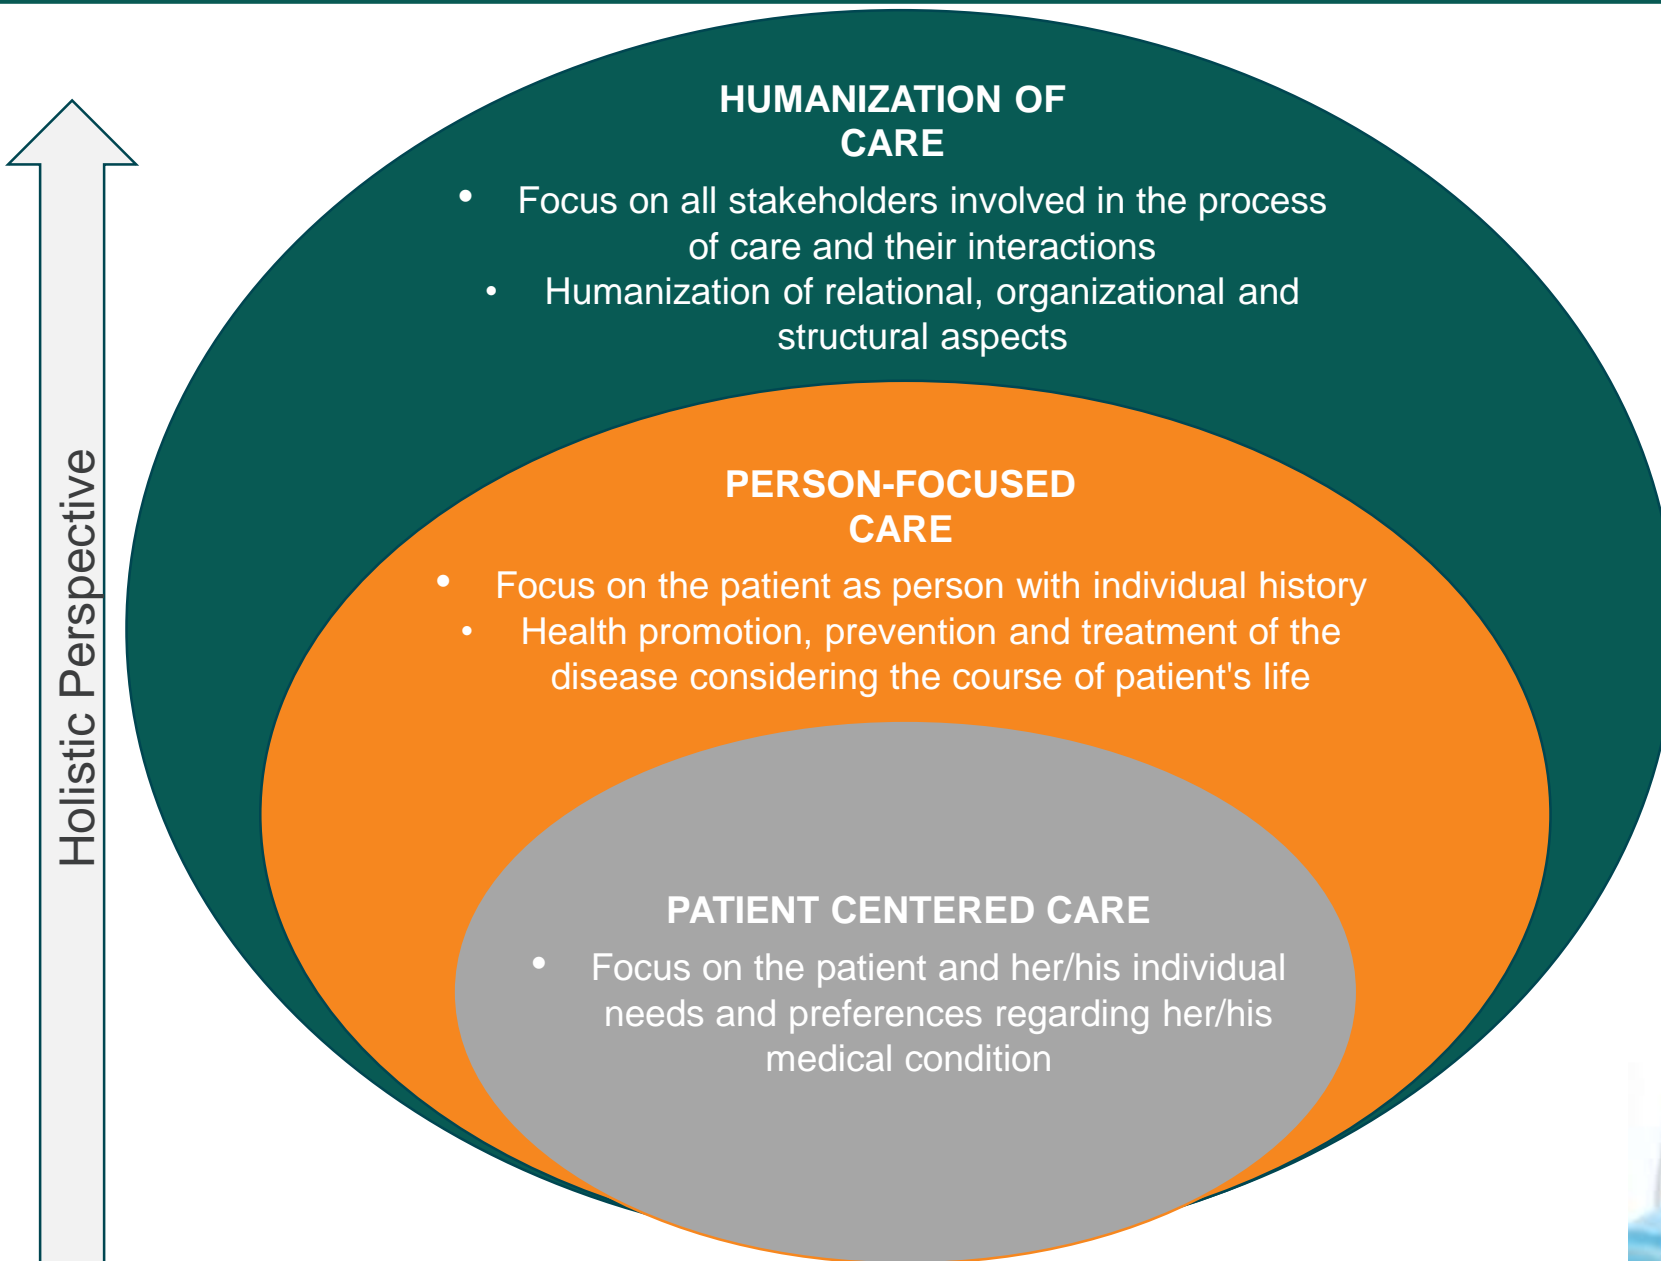 HUMANIZATION OF
CARE
• Focus on all stakeholders involved in the process
of care and their interactions
• Humanization of relational, organizational and
structural aspects
Holistic Perspective
PERSON-FOCUSED
CARE
• Focus on the patient as person with individual history
• Health promotion, prevention and treatment of the
disease considering the course of patient's life
PATIENT CENTERED CARE
• Focus on the patient and her/his individual
needs and preferences regarding her/his
medical condition